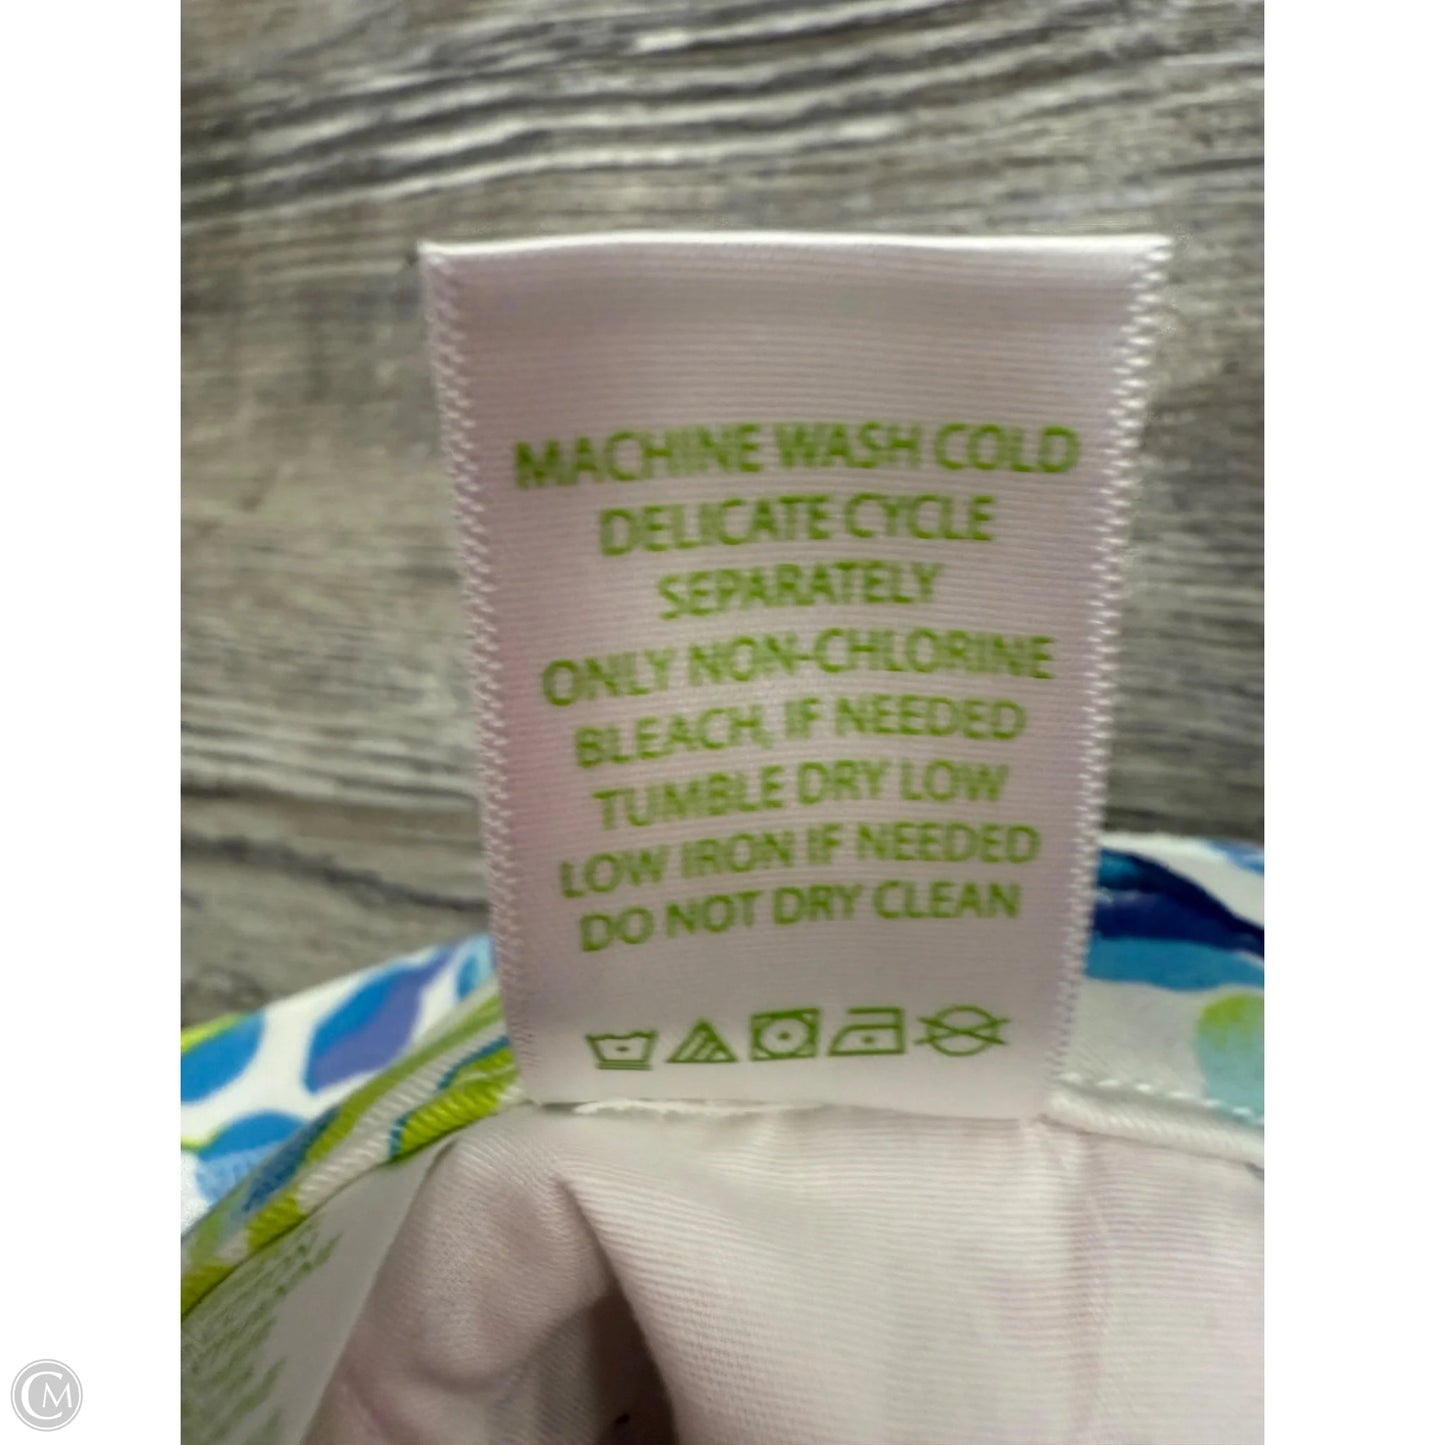 MACHINE WASH COLD
DELICATE CYCLE
SEPARATELY
ONLY NON-CHLORINE
BLEACH, IF NEEDED
TUMBLE DRY LOW
LOW IRON IF NEEDED
DO NOT DRY CLEAN
CM